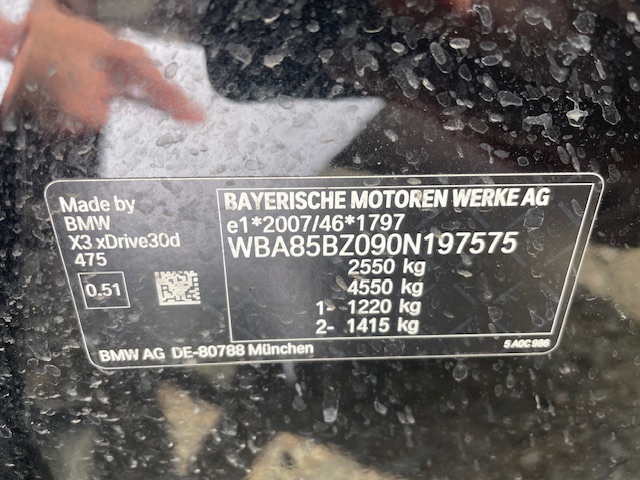 Made by
BMW
X3 xDrive30d
475
0.51
BAYERISCHE MOTOREN WERKE AG
e1*2007/46*1797
WBA85BZ090N197575
2550 kg
4550 kg
1- 1220 kg
2- 1415 kg
BMW AG DE-80788 München
5 A0C 986